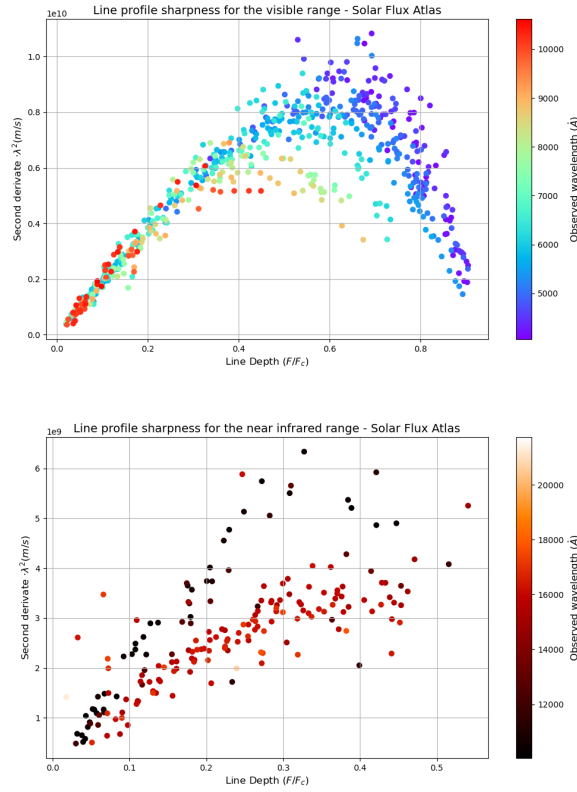 Line profile sharpness for the visible range - Solar Flux Atlas
1e10
1.0
0.8
0.6
0.4
0.2
0.0
Second derivate ·λ²(m/s)
0.0 0.2 0.4 0.6 0.8
Line Depth (F/Fc)
10000
9000
8000
7000
6000
5000
Observed wavelength (Å)
Line profile sharpness for the near infrared range - Solar Flux Atlas
1e9
6
5
4
3
2
1
Second derivate ·λ²(m/s)
0.0 0.1 0.2 0.3 0.4 0.5
Line Depth (F/Fc)
20000
18000
16000
14000
12000
Observed wavelength (Å)